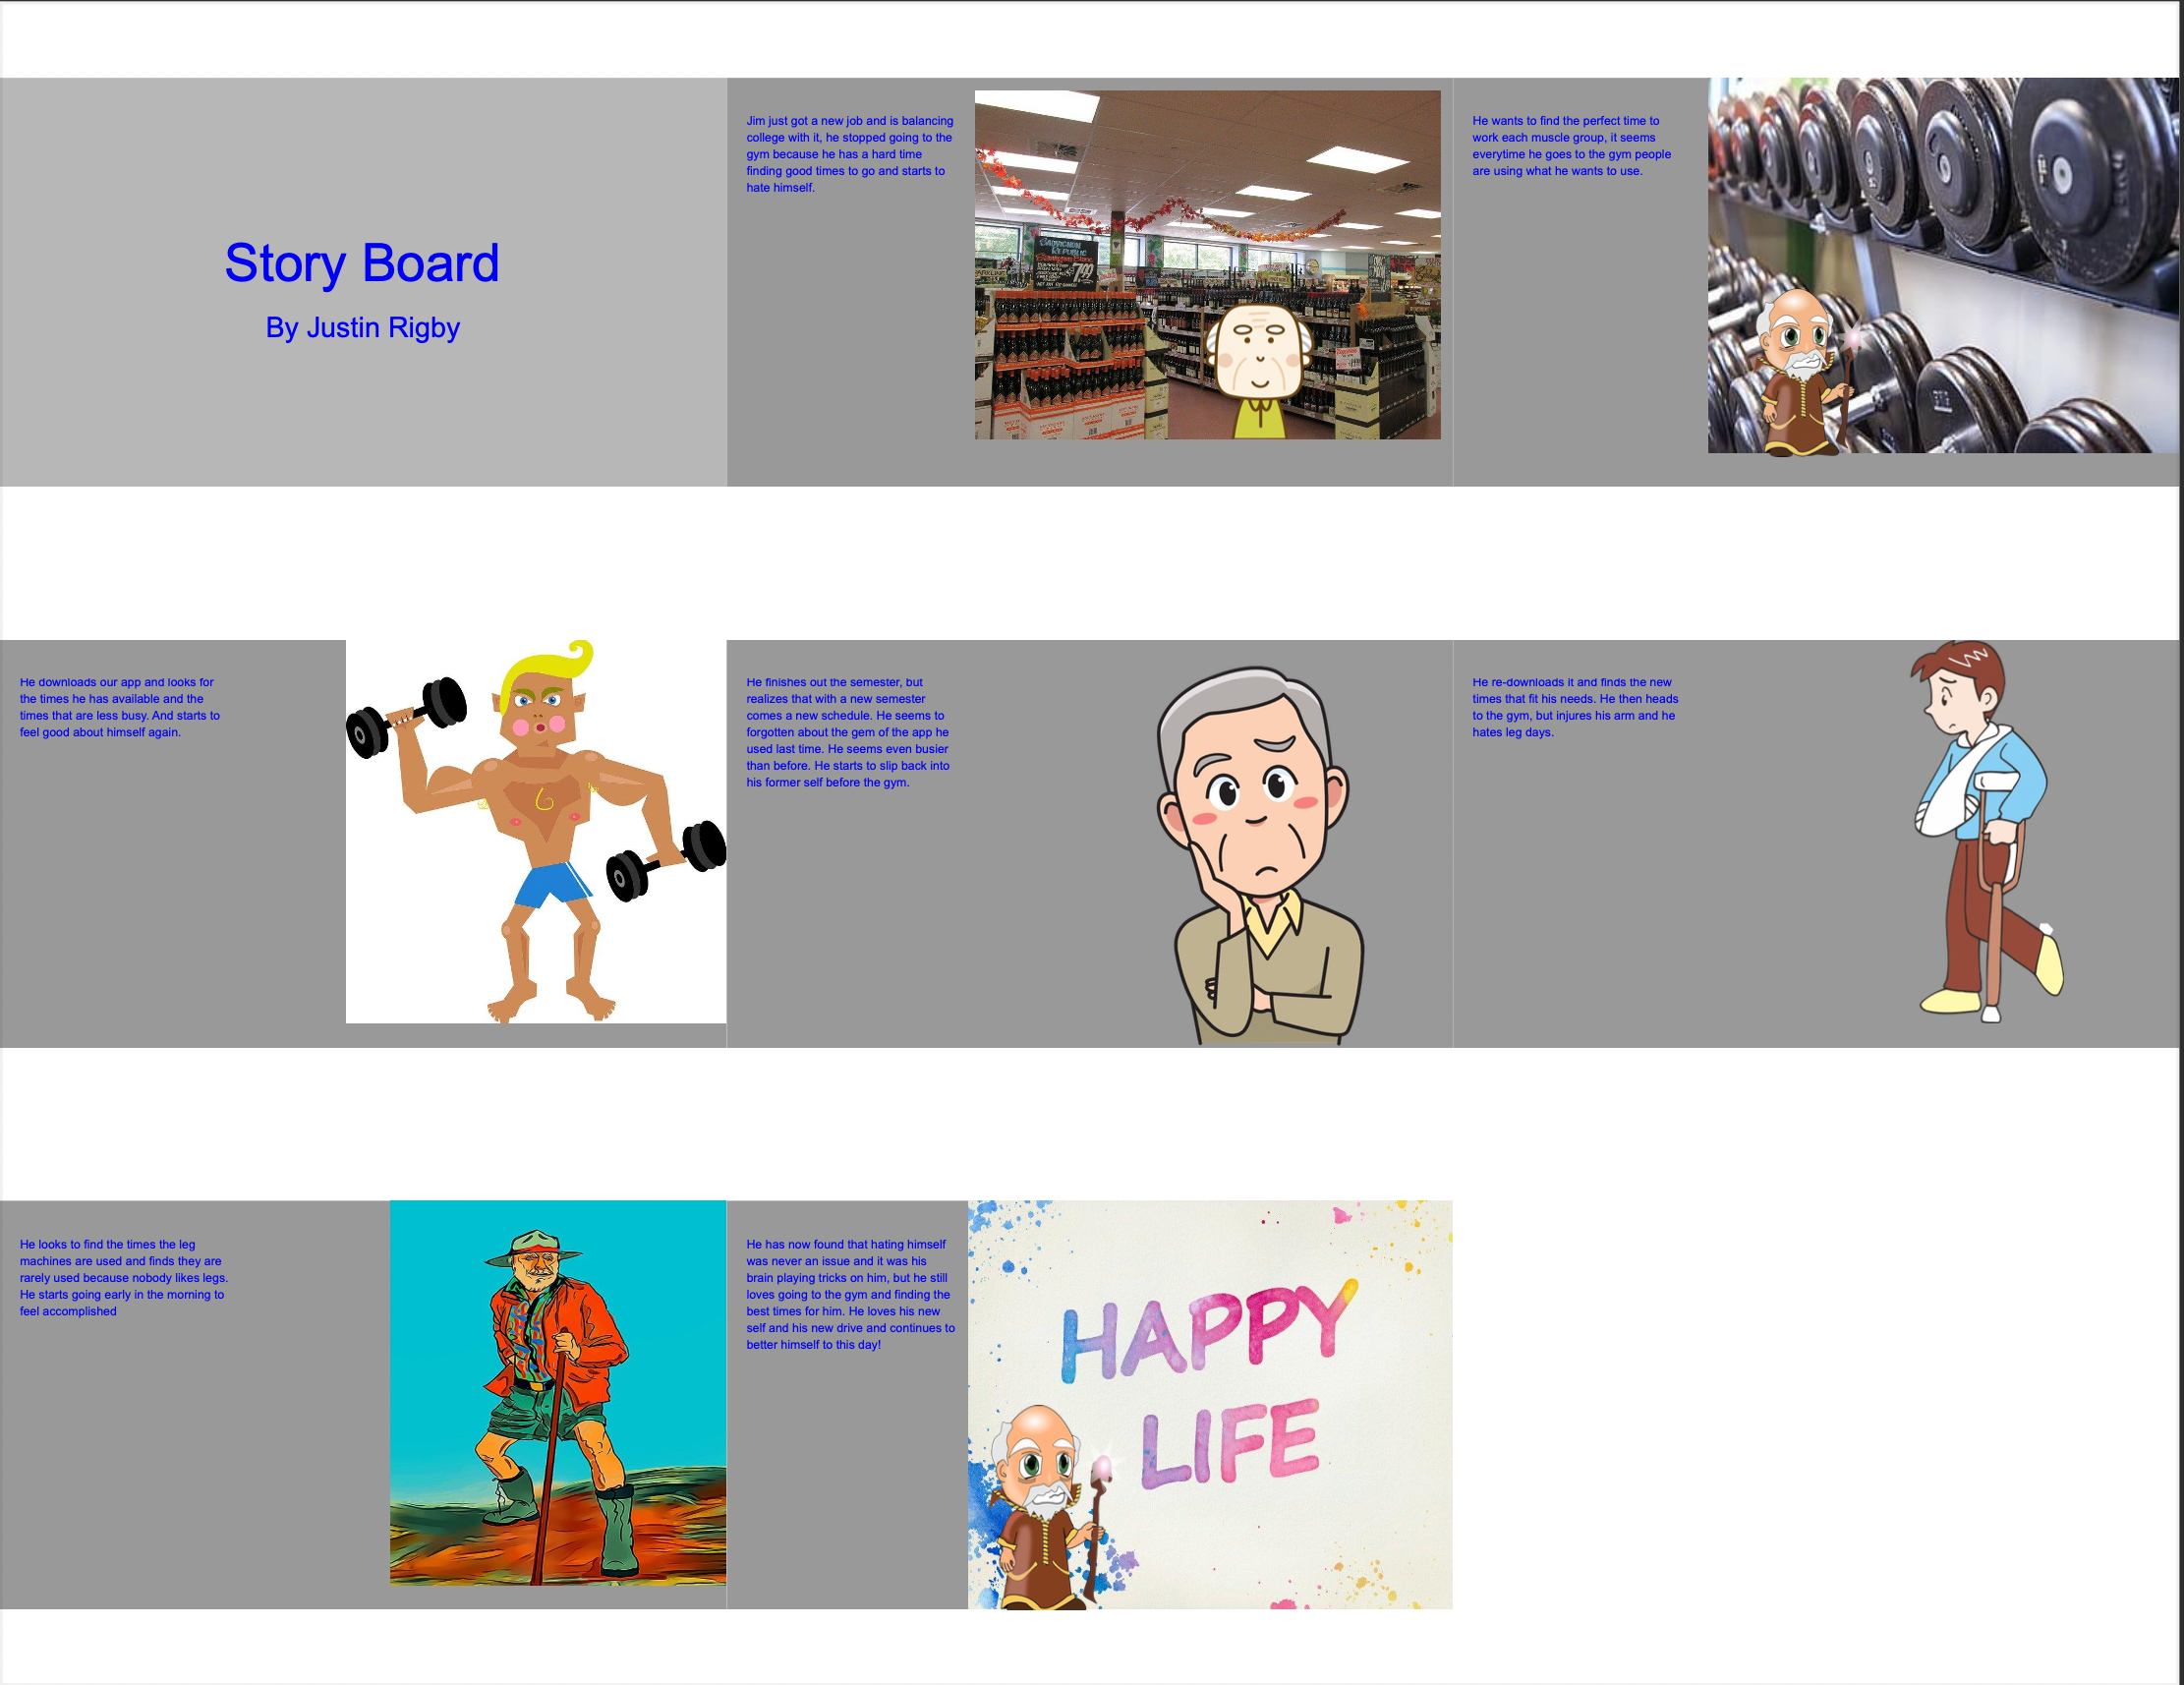 Story Board
By Justin Rigby
Jim just got a new job and is balancing
college with it, he stopped going to the
gym because he has a hard time
finding good times to go and starts to
hate himself.
SAUVIGNON
REPUBLIC
7.99
He wants to find the perfect time to
work each muscle group, it seems
everytime he goes to the gym people
are using what he wants to use.
He downloads our app and looks for
the times he has available and the
times that are less busy. And starts to
feel good about himself again.
He finishes out the semester, but
realizes that with a new semester
comes a new schedule. He seems to
forgotten about the gem of the app he
used last time. He seems even busier
than before. He starts to slip back into
his former self before the gym.
He re-downloads it and finds the new
times that fit his needs. He then heads
to the gym, but injures his arm and he
hates leg days.
He looks to find the times the leg
machines are used and finds they are
rarely used because nobody likes legs.
He starts going early in the morning to
feel accomplished
He has now found that hating himself
was never an issue and it was his
brain playing tricks on him, but he still
loves going to the gym and finding the
best times for him. He loves his new
self and his new drive and continues to
better himself to this day!
HAPPY
LIFE